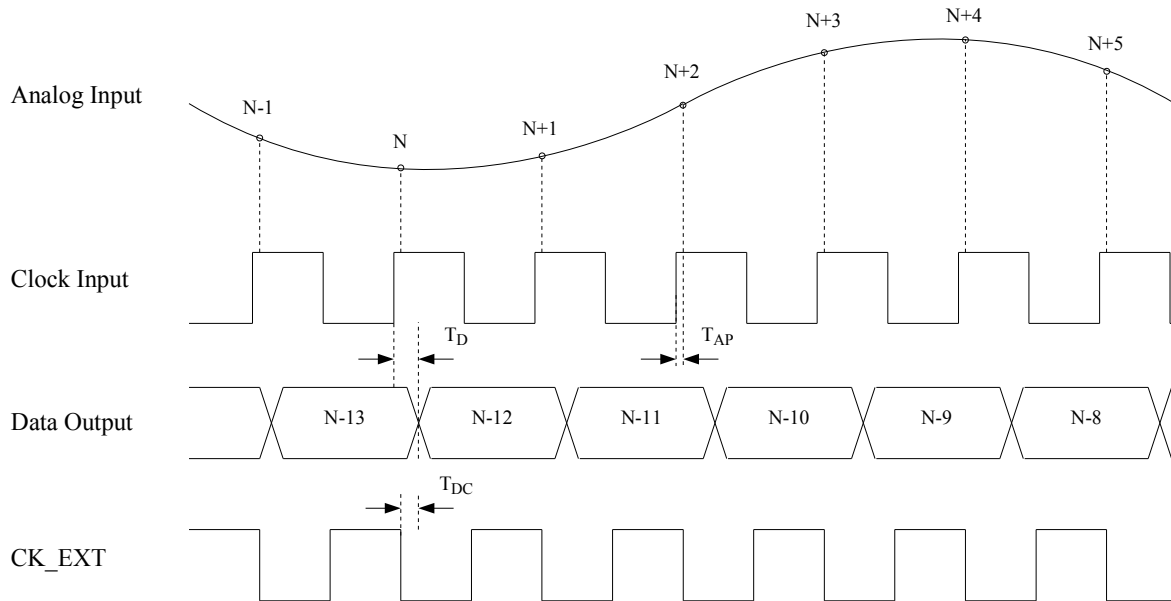 Analog Input
N-1
N
N+1
N+2
N+3
N+4
N+5
Clock Input
T_D
T_AP
Data Output
N-13
N-12
N-11
N-10
N-9
N-8
T_DC
CK_EXT